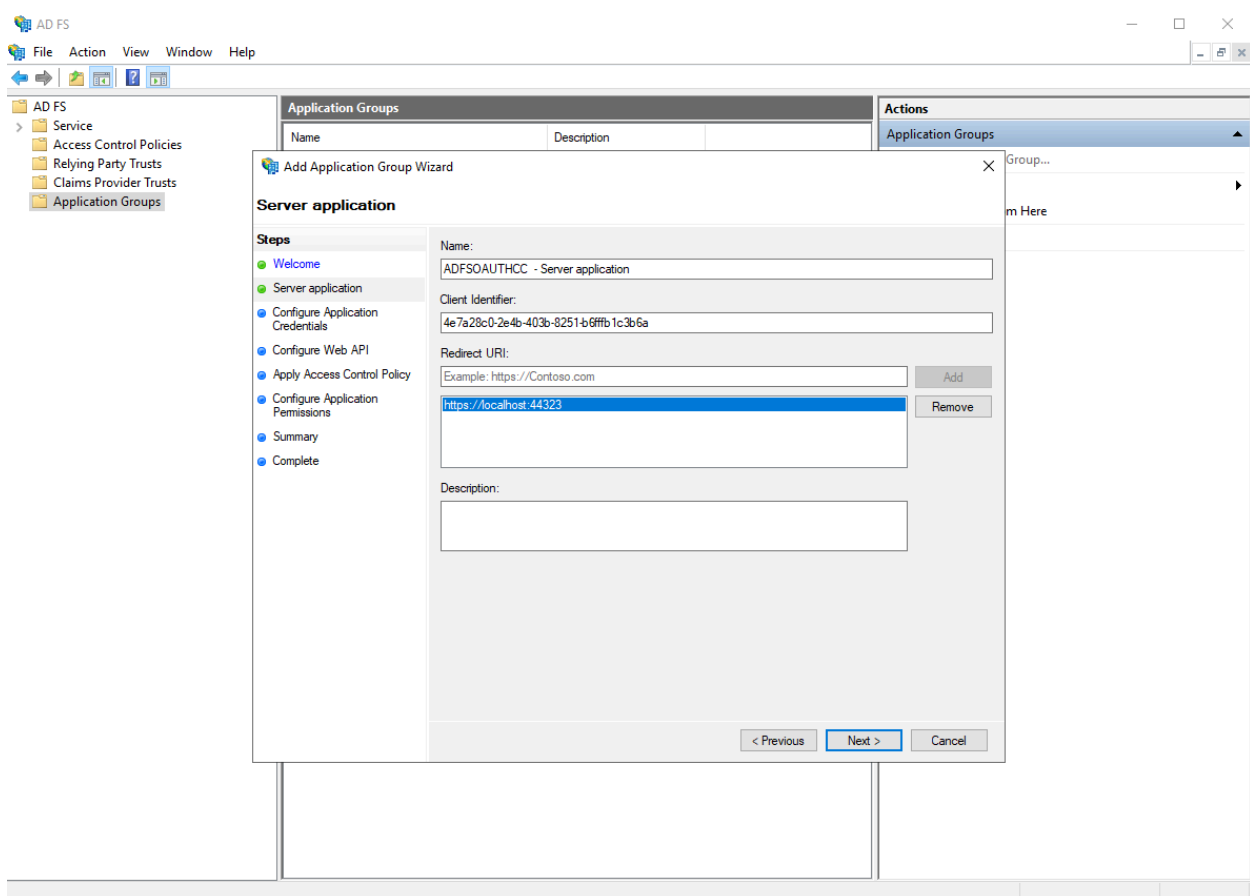 AD FS
File Action View Window Help
AD FS
Service
Access Control Policies
Relying Party Trusts
Claims Provider Trusts
Application Groups
Application Groups
Name Description
Actions
Application Groups
Group...
m Here
Add Application Group Wizard
Server application
Steps
Welcome
Server application
Configure Application
Credentials
Configure Web API
Apply Access Control Policy
Configure Application
Permissions
Summary
Complete
Name:
ADFSOAUTHCC - Server application
Client Identifier:
4e7a28c0-2e4b-403b-8251-b6fffb1c3b6a
Redirect URI:
Example: https://Contoso.com
Add
https://localhost:44323
Remove
Description:
< Previous Next > Cancel